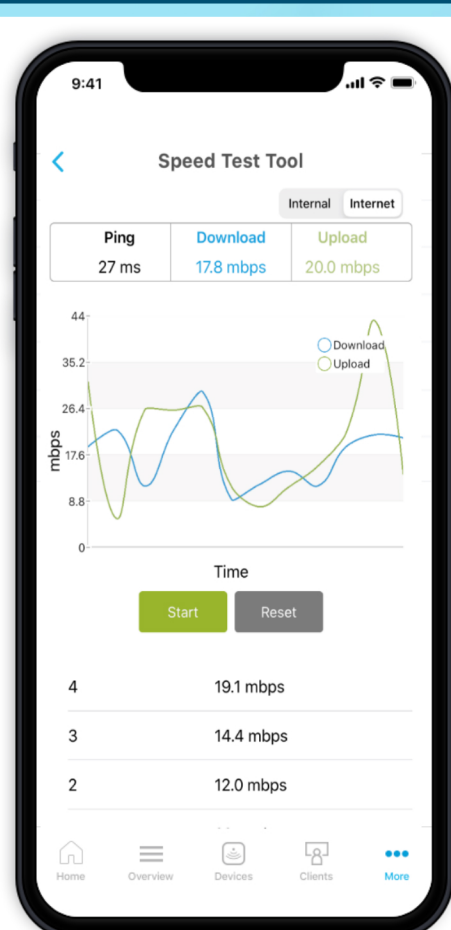 9:41
Speed Test Tool
Internal Internet
Ping Download Upload
27 ms 17.8 mbps 20.0 mbps
44
Download
Upload
35.2
26.4
17.6
8.8
0
mbps
Time
Start Reset
4 19.1 mbps
3 14.4 mbps
2 12.0 mbps
Home Overview Devices Clients More